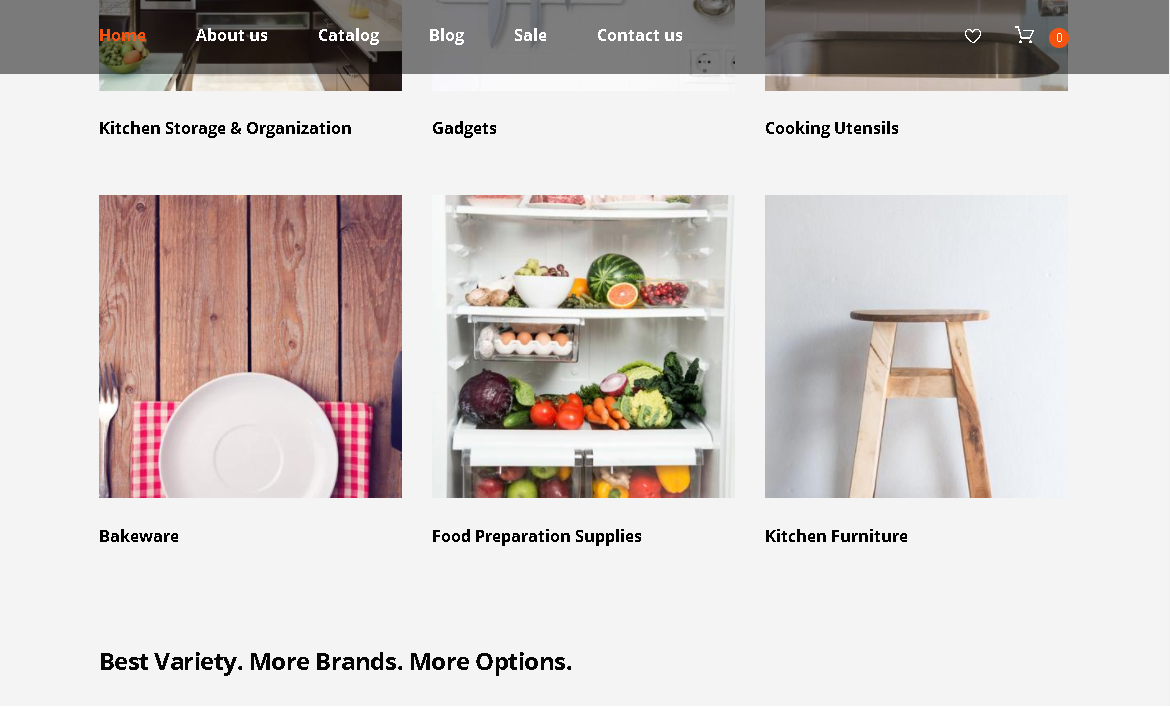 Home About us Catalog Blog Sale Contact us 0
Kitchen Storage & Organization Gadgets Cooking Utensils
Bakeware Food Preparation Supplies Kitchen Furniture
Best Variety. More Brands. More Options.